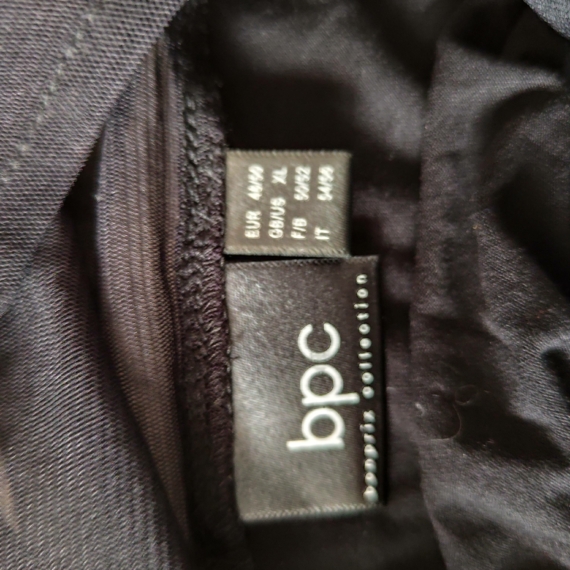 EUR 48/50
GB/US XL
F/B 50/52
IT 54/56
bpc
bonprix collection